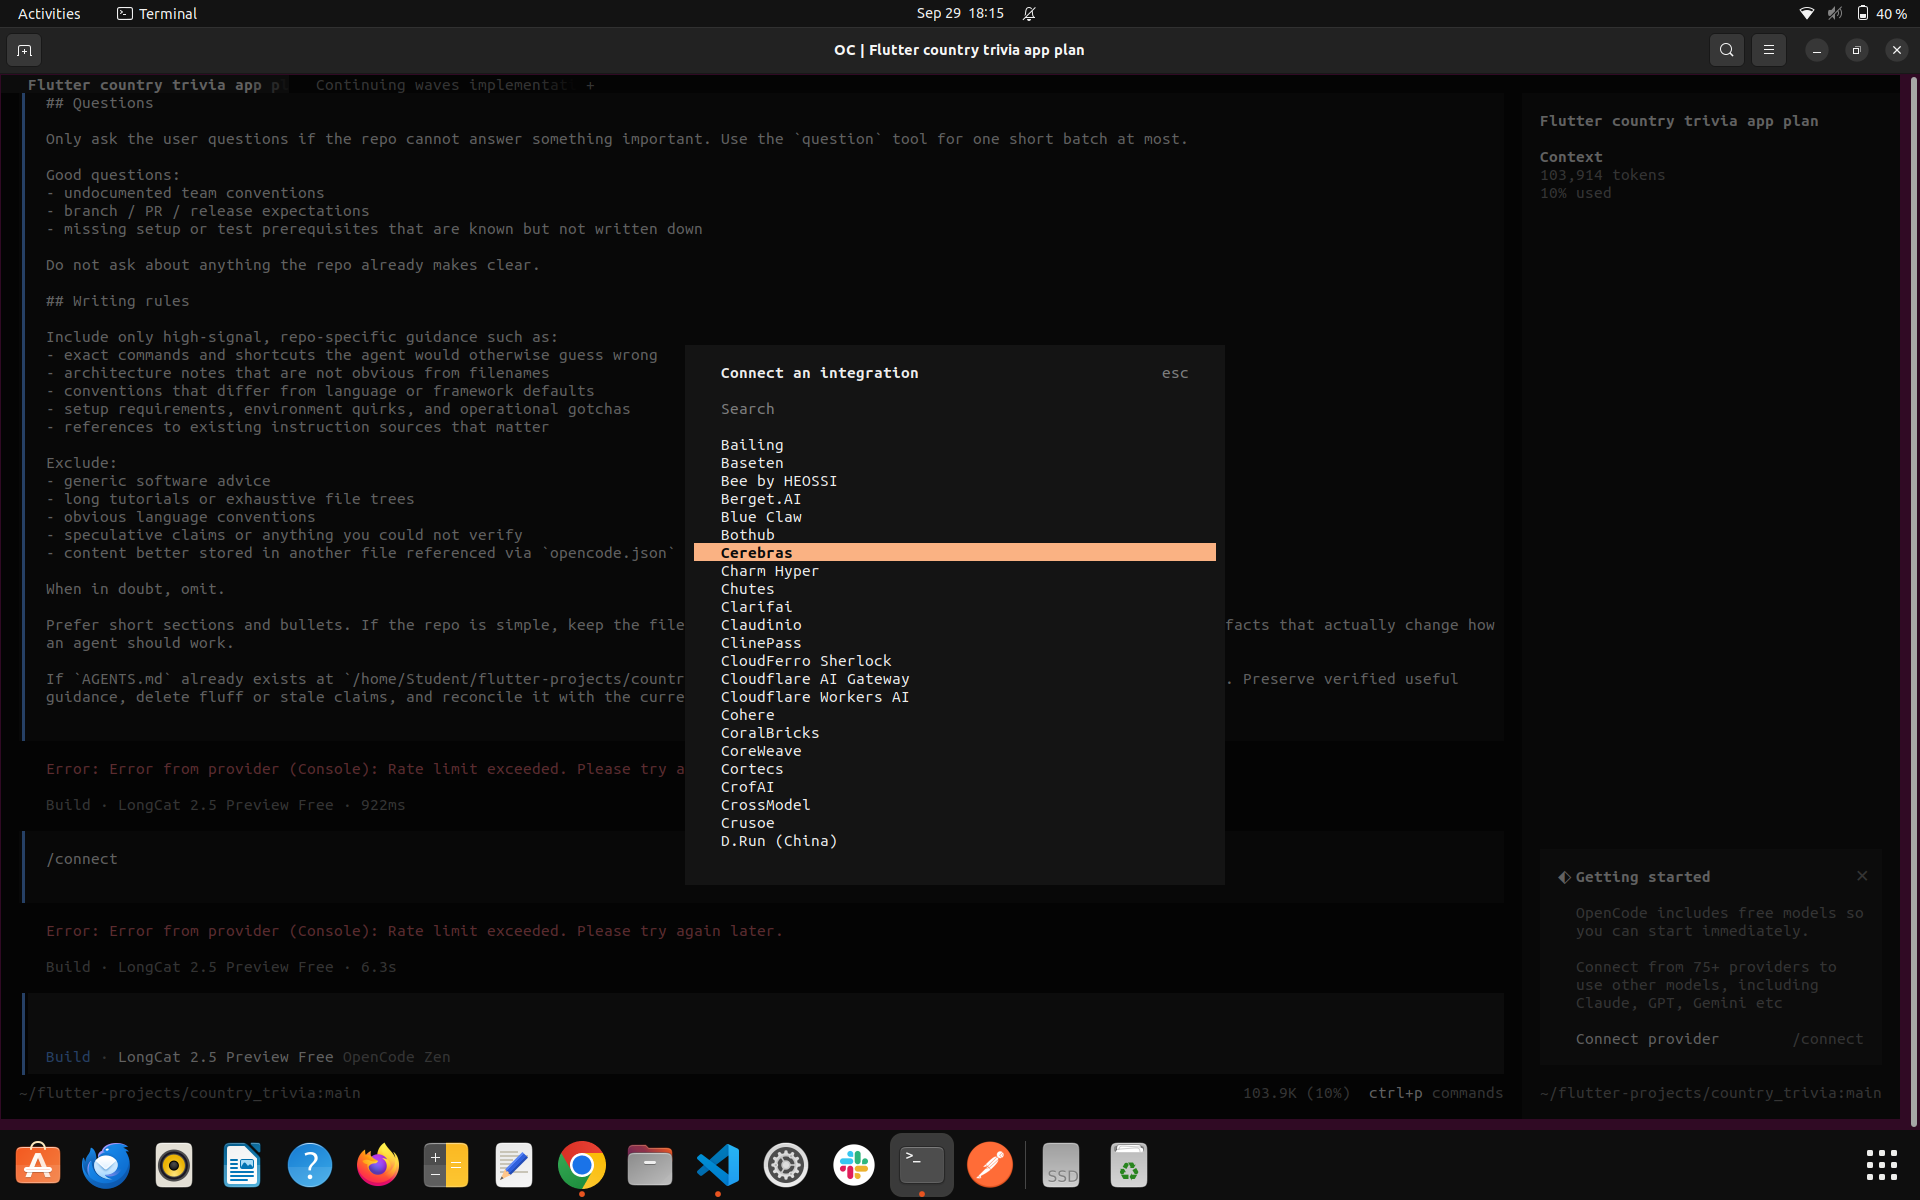 Activities
Terminal
Sep 29 18:15
40 %
OC | Flutter country trivia app plan
Flutter country trivia app pl
Continuing waves implementat
+
## Questions
Only ask the user questions if the repo cannot answer something important. Use the `question` tool for one short batch at most.
Good questions:
- undocumented team conventions
- branch / PR / release expectations
- missing setup or test prerequisites that are known but not written down
Do not ask about anything the repo already makes clear.
## Writing rules
Include only high-signal, repo-specific guidance such as:
- exact commands and shortcuts the agent would otherwise guess wrong
- architecture notes that are not obvious from filenames
- conventions that differ from language or framework defaults
- setup requirements, environment quirks, and operational gotchas
- references to existing instruction sources that matter
Exclude:
- generic software advice
- long tutorials or exhaustive file trees
- obvious language conventions
- speculative claims or anything you could not verify
- content better stored in another file referenced via `opencode.json`
When in doubt, omit.
Prefer short sections and bullets. If the repo is simple, keep the file
facts that actually change how
an agent should work.
If `AGENTS.md` already exists at `/home/Student/flutter-projects/countr
. Preserve verified useful
guidance, delete fluff or stale claims, and reconcile it with the curre
Error: Error from provider (Console): Rate limit exceeded. Please try a
Build · LongCat 2.5 Preview Free · 922ms
/connect
Error: Error from provider (Console): Rate limit exceeded. Please try again later.
Build · LongCat 2.5 Preview Free · 6.3s
Build · LongCat 2.5 Preview Free OpenCode Zen
~/flutter-projects/country_trivia:main
103.9K (10%) ctrl+p commands
Connect an integration
esc
Search
Bailing
Baseten
Bee by HEOSSI
Berget.AI
Blue Claw
Bothub
Cerebras
Charm Hyper
Chutes
Clarifai
Claudinio
ClinePass
CloudFerro Sherlock
Cloudflare AI Gateway
Cloudflare Workers AI
Cohere
CoralBricks
CoreWeave
Cortecs
CrofAI
CrossModel
Crusoe
D.Run (China)
Flutter country trivia app plan
Context
103,914 tokens
10% used
Getting started
OpenCode includes free models so
you can start immediately.
Connect from 75+ providers to
use other models, including
Claude, GPT, Gemini etc
Connect provider /connect
~/flutter-projects/country_trivia:main
SSD